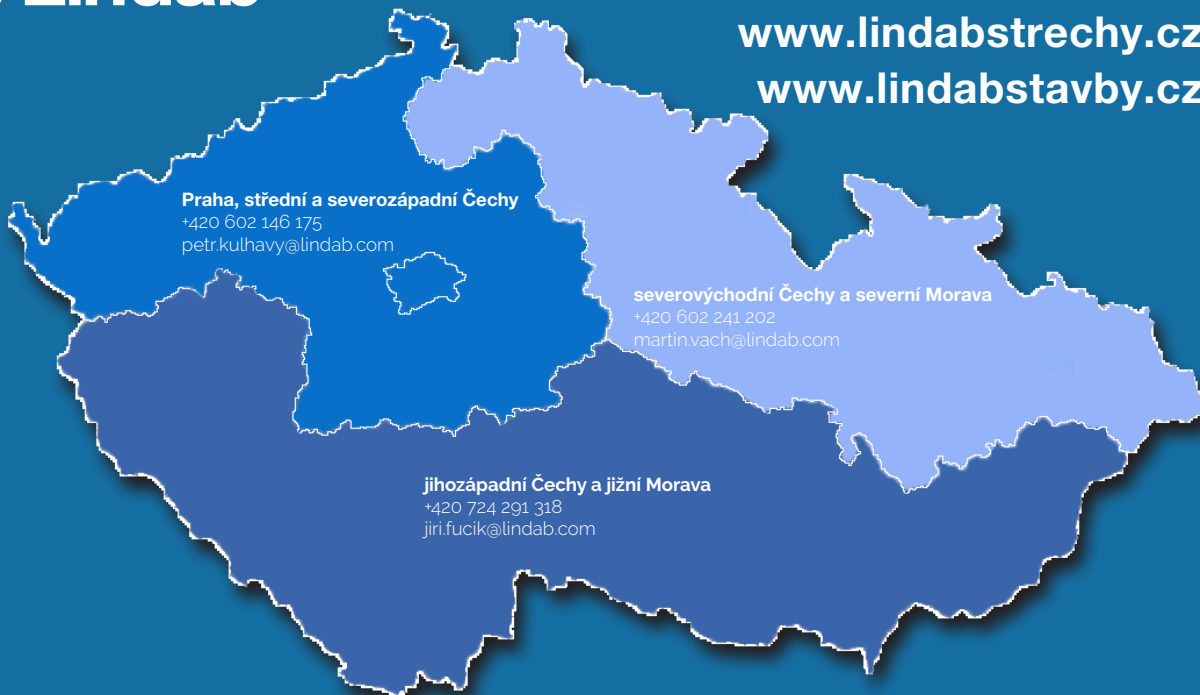 Lindab
www.lindabstrechy.cz
www.lindabstavby.cz
Praha, střední a severozápadní Čechy
+420 602 146 175
petr.kulhavy@lindab.com
severovýchodní Čechy a severní Morava
+420 602 241 202
martin.vach@lindab.com
jihozápadní Čechy a jižní Morava
+420 724 291 318
jiri.fucik@lindab.com